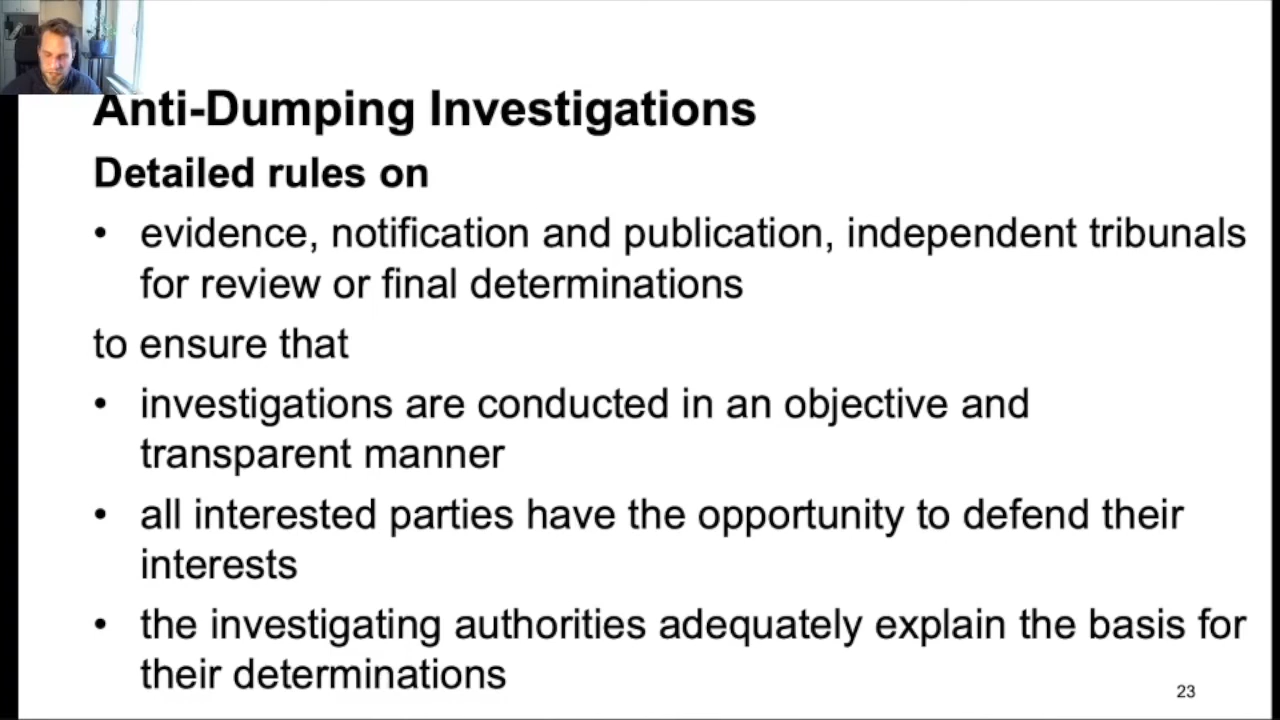 Anti-Dumping Investigations
Detailed rules on
• evidence, notification and publication, independent tribunals
for review or final determinations
to ensure that
• investigations are conducted in an objective and
transparent manner
• all interested parties have the opportunity to defend their
interests
• the investigating authorities adequately explain the basis for
their determinations
23